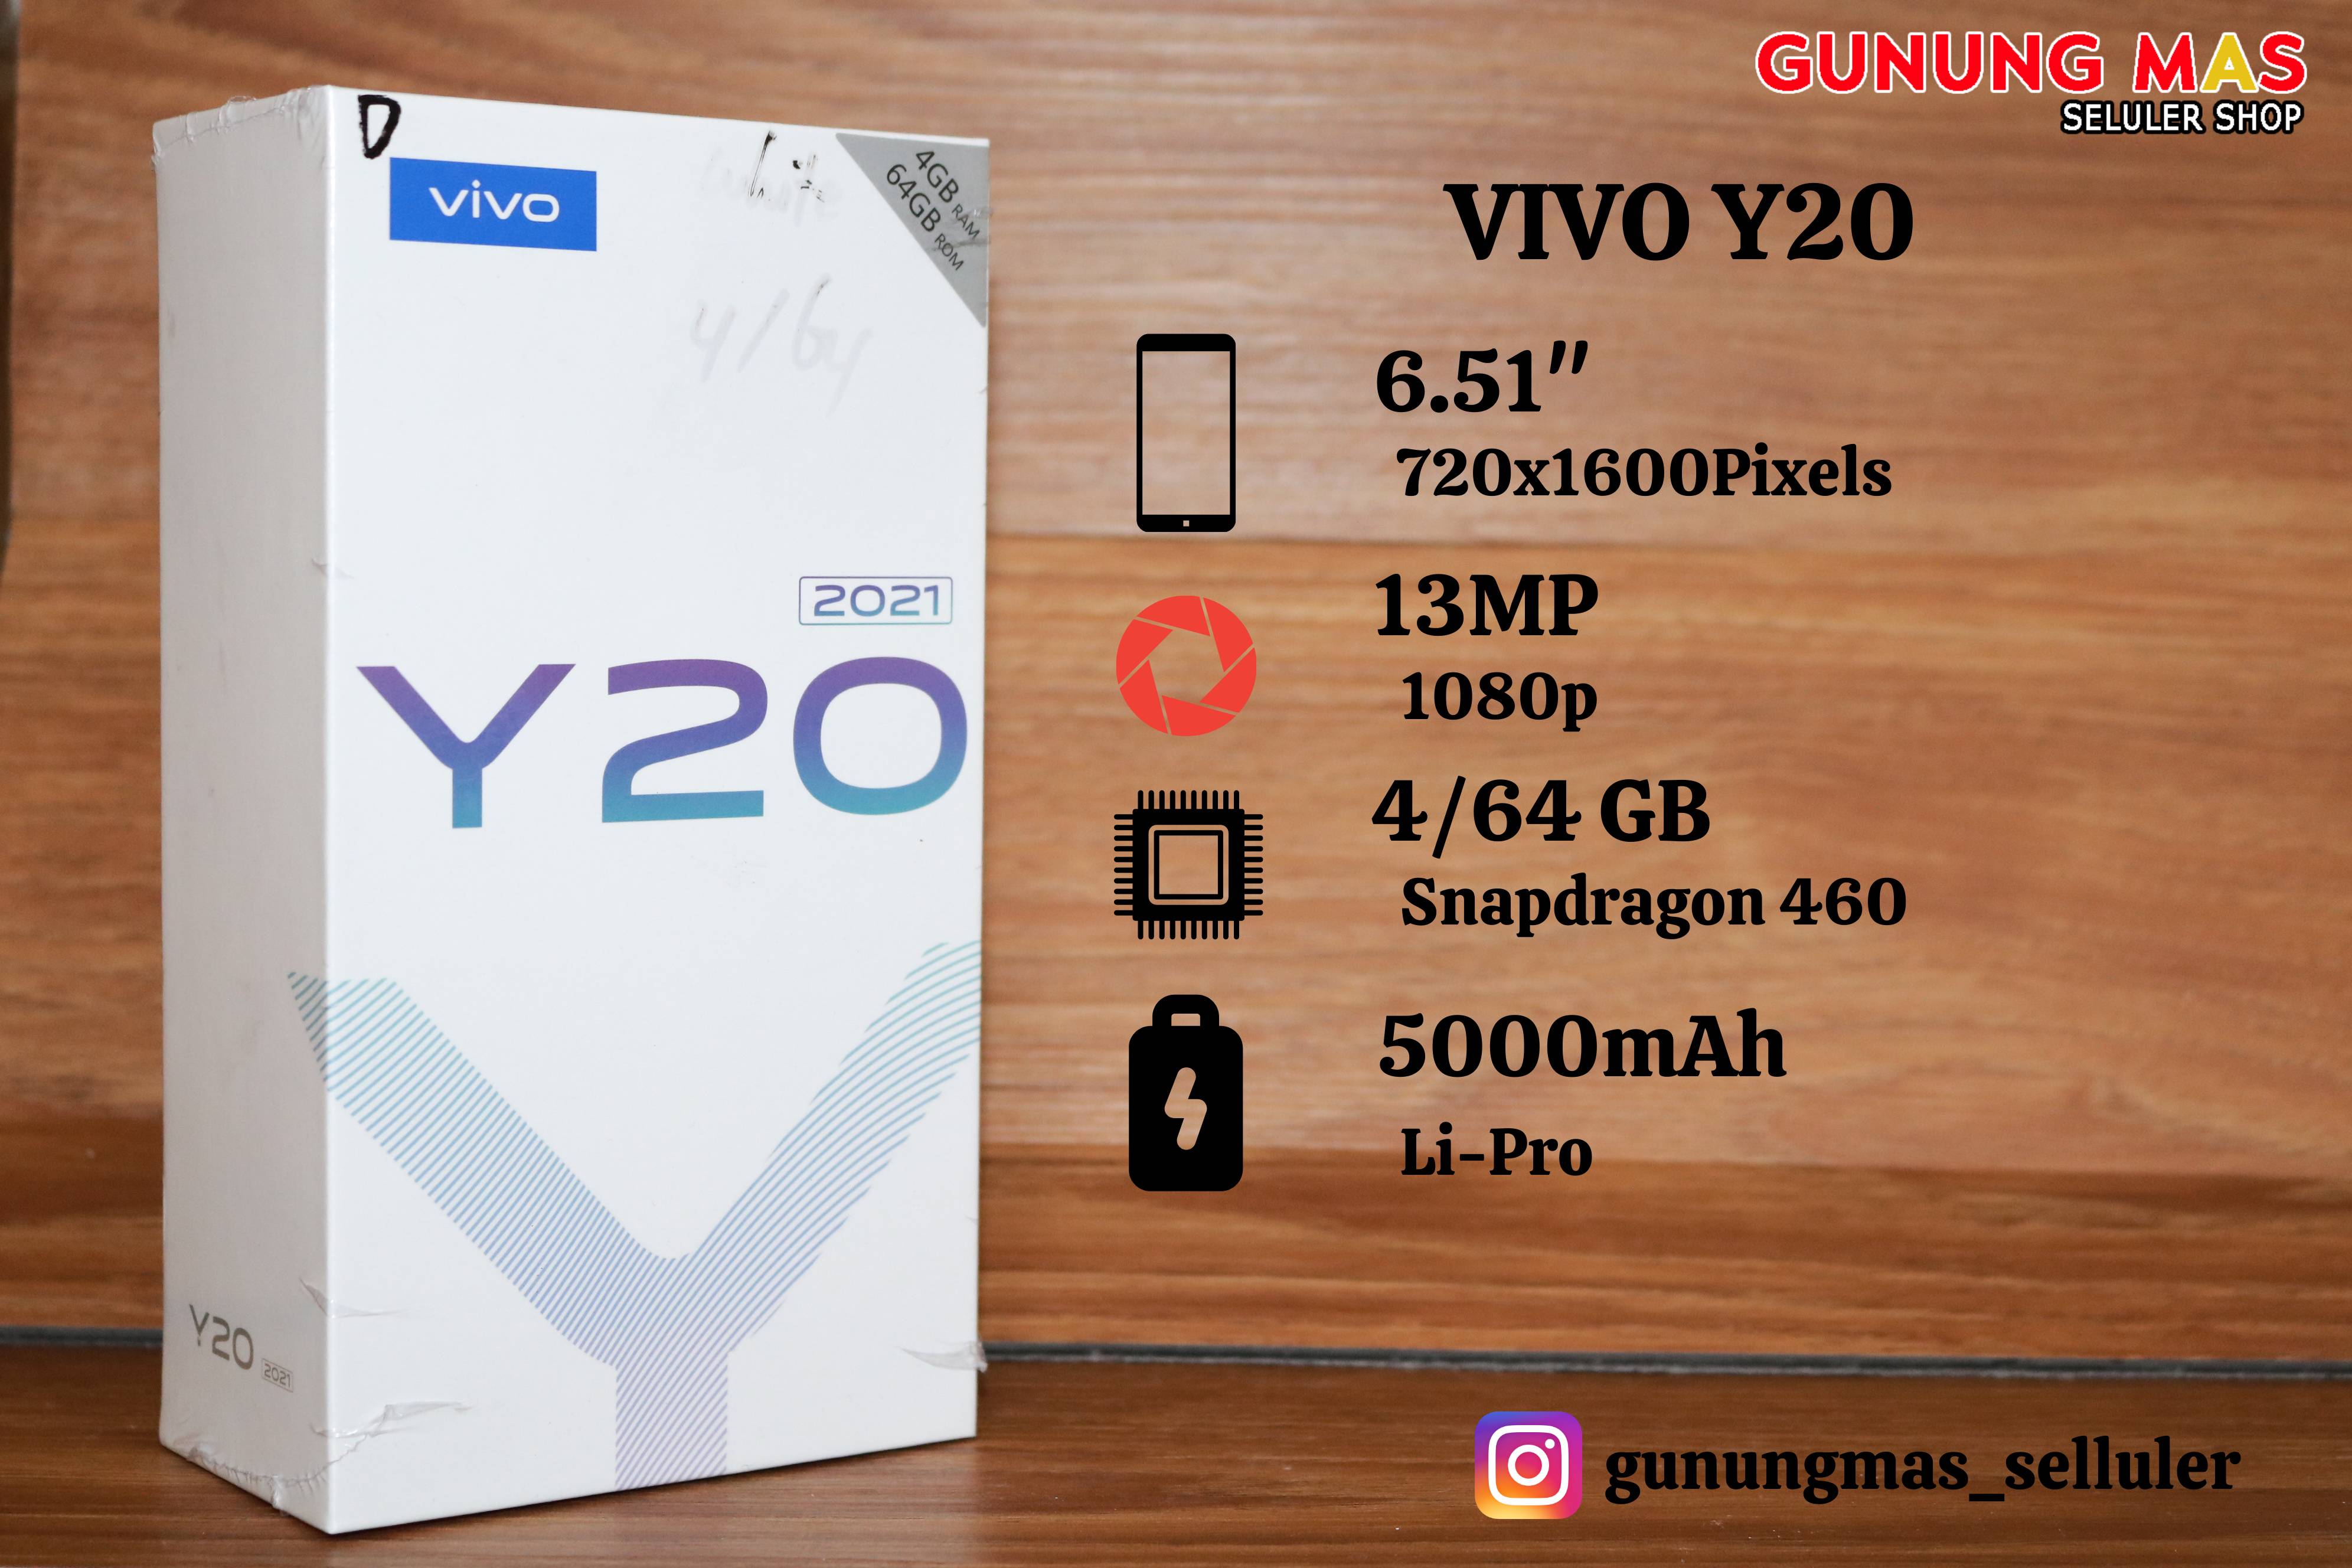 GUNUNG MAS
SELULER SHOP
D
vivo
4GB RAM
64GB ROM
4/64
2021
Y20
Y20 2021
VIVO Y20
6.51"
720x1600Pixels
13MP
1080p
4/64 GB
Snapdragon 460
5000mAh
Li-Pro
gunungmas_selluler